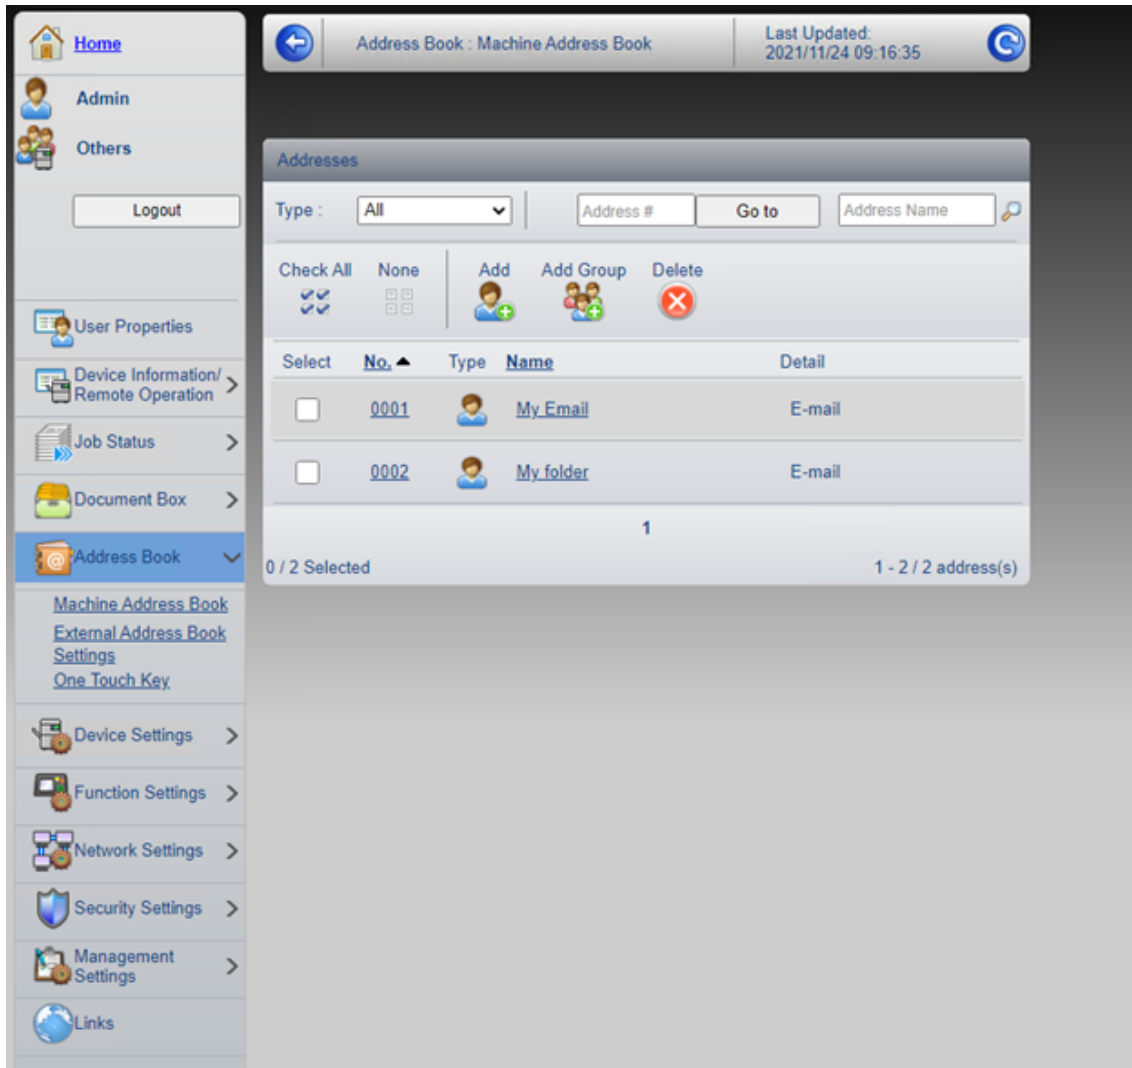 Home
Admin
Others
Logout
User Properties
Device Information/
Remote Operation
Job Status
Document Box
Address Book
Machine Address Book
External Address Book
Settings
One Touch Key
Device Settings
Function Settings
Network Settings
Security Settings
Management
Settings
Links
Address Book : Machine Address Book
Last Updated:
2021/11/24 09:16:35
Addresses
Type : All Address # Go to Address Name
Check All None Add Add Group Delete
Select No. Type Name Detail
0001 My Email E-mail
0002 My folder E-mail
1
0 / 2 Selected 1 - 2 / 2 address(s)